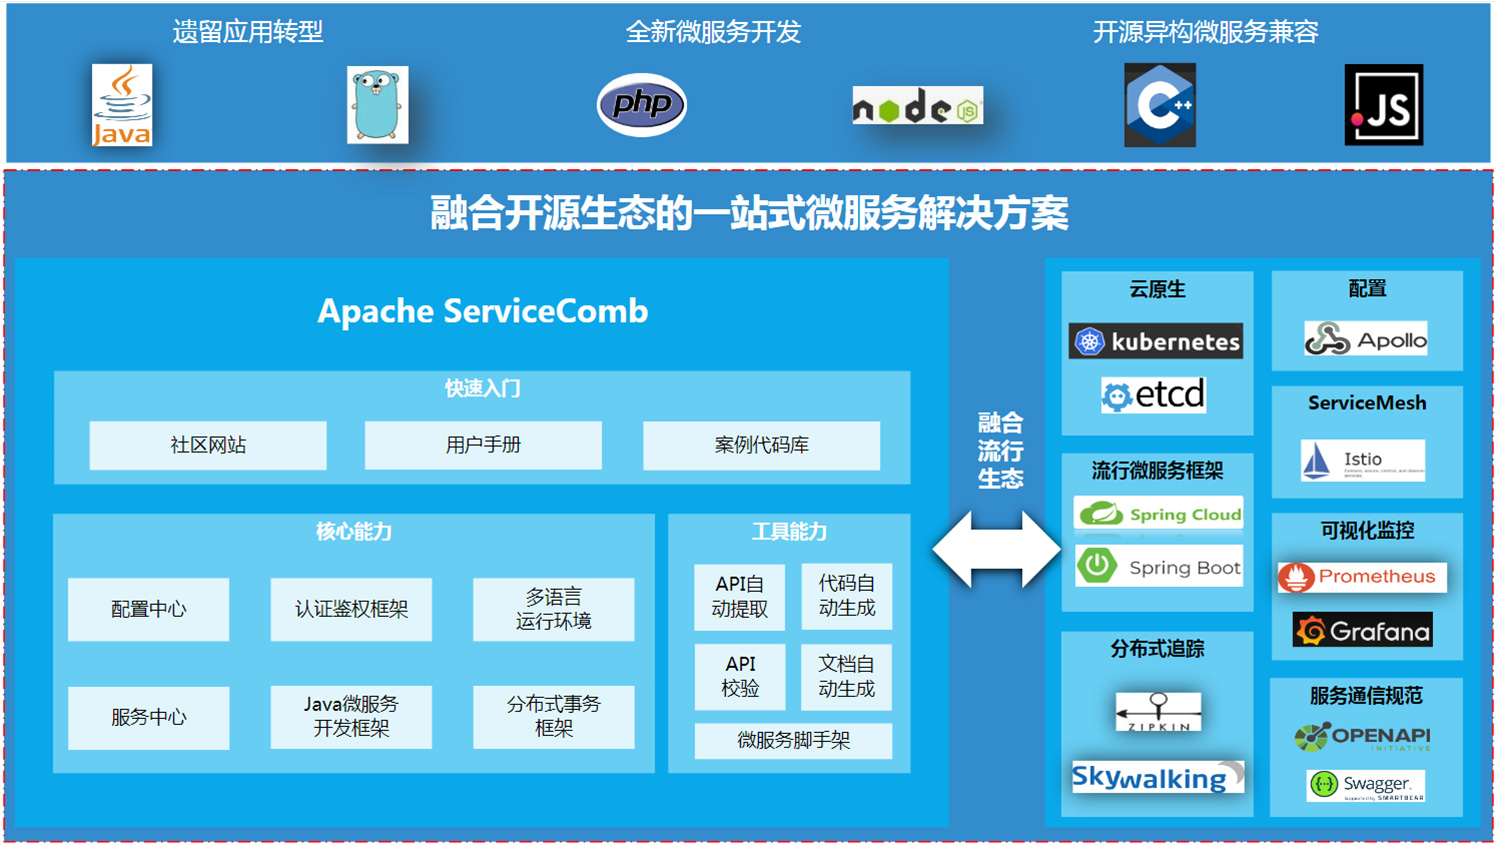 遗留应用转型
全新微服务开发
开源异构微服务兼容
Java
php
node JS
C++
.JS
融合开源生态的一站式微服务解决方案
Apache ServiceComb
快速入门
社区网站
用户手册
案例代码库
核心能力
配置中心
认证鉴权框架
多语言
运行环境
服务中心
Java微服务
开发框架
分布式事务
框架
工具能力
API自
动提取
代码自
动生成
API
校验
文档自
动生成
微服务脚手架
融合
流行
生态
云原生
kubernetes
etcd
流行微服务框架
Spring Cloud
Spring Boot
分布式追踪
ZIPKIN
Skywalking
配置
Apollo
ServiceMesh
Istio
可视化监控
Prometheus
Grafana
服务通信规范
OPENAPI
INITIATIVE
{··} Swagger
Supported by SMARTBEAR